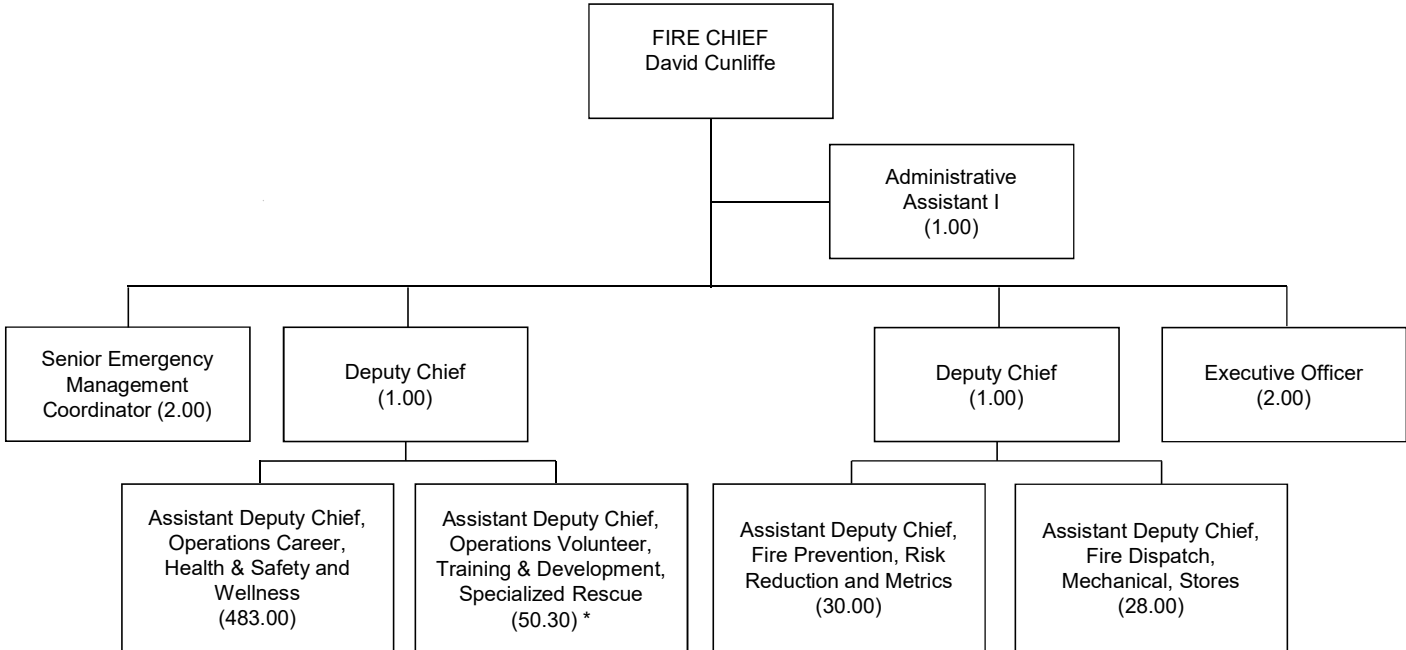 FIRE CHIEF
David Cunliffe
Administrative
Assistant I
(1.00)
Senior Emergency
Management
Coordinator (2.00)
Deputy Chief
(1.00)
Deputy Chief
(1.00)
Executive Officer
(2.00)
Assistant Deputy Chief,
Operations Career,
Health & Safety and
Wellness
(483.00)
Assistant Deputy Chief,
Operations Volunteer,
Training & Development,
Specialized Rescue
(50.30) *
Assistant Deputy Chief,
Fire Prevention, Risk
Reduction and Metrics
(30.00)
Assistant Deputy Chief,
Fire Dispatch,
Mechanical, Stores
(28.00)